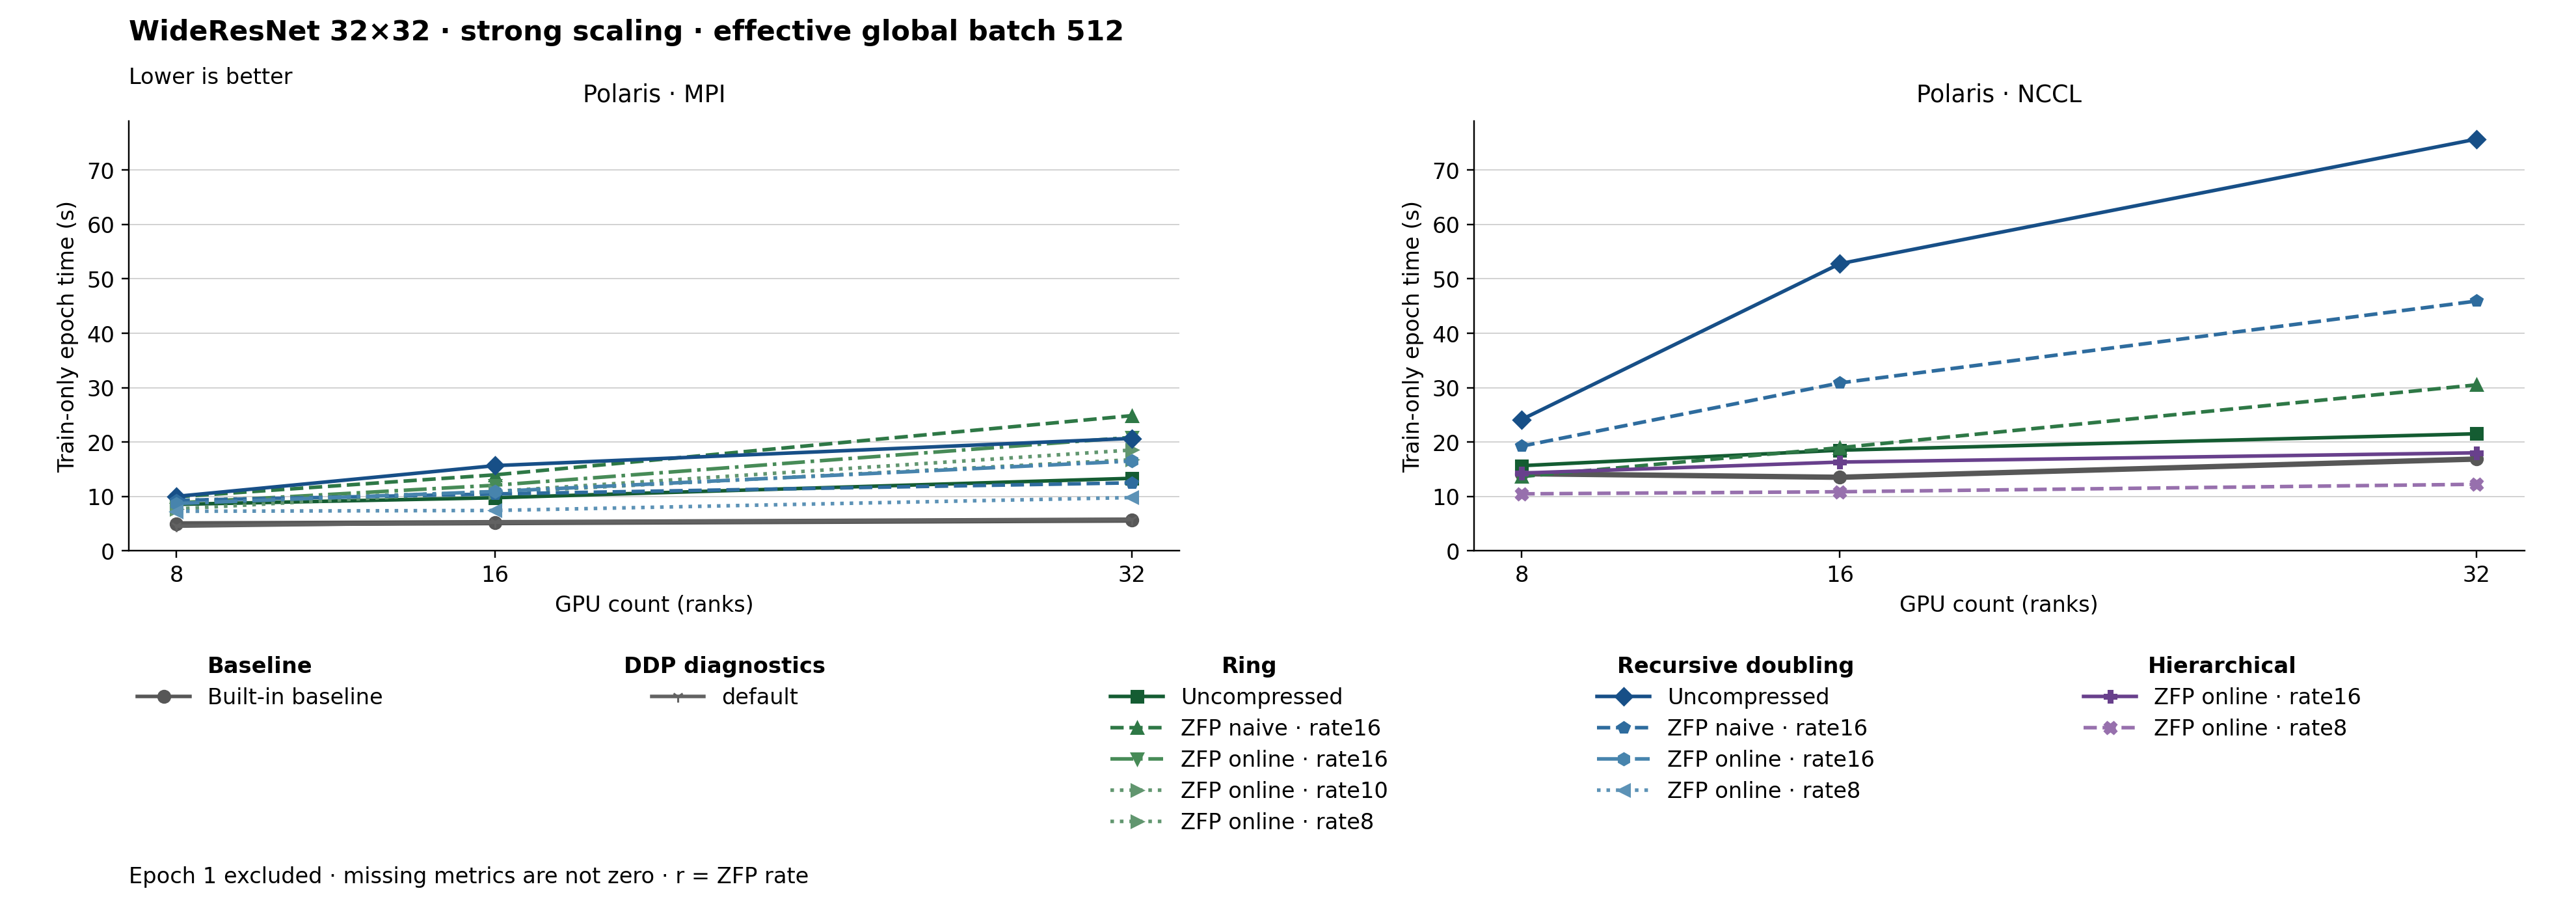 WideResNet 32×32 · strong scaling · effective global batch 512
Lower is better
Polaris · MPI
Train-only epoch time (s)
70
60
50
40
30
20
10
0
8
16
32
GPU count (ranks)
Polaris · NCCL
Train-only epoch time (s)
70
60
50
40
30
20
10
0
8
16
32
GPU count (ranks)
Baseline
Built-in baseline
DDP diagnostics
default
Ring
Uncompressed
ZFP naive · rate16
ZFP online · rate16
ZFP online · rate10
ZFP online · rate8
Recursive doubling
Uncompressed
ZFP naive · rate16
ZFP online · rate16
ZFP online · rate8
Hierarchical
ZFP online · rate16
ZFP online · rate8
Epoch 1 excluded · missing metrics are not zero · r = ZFP rate